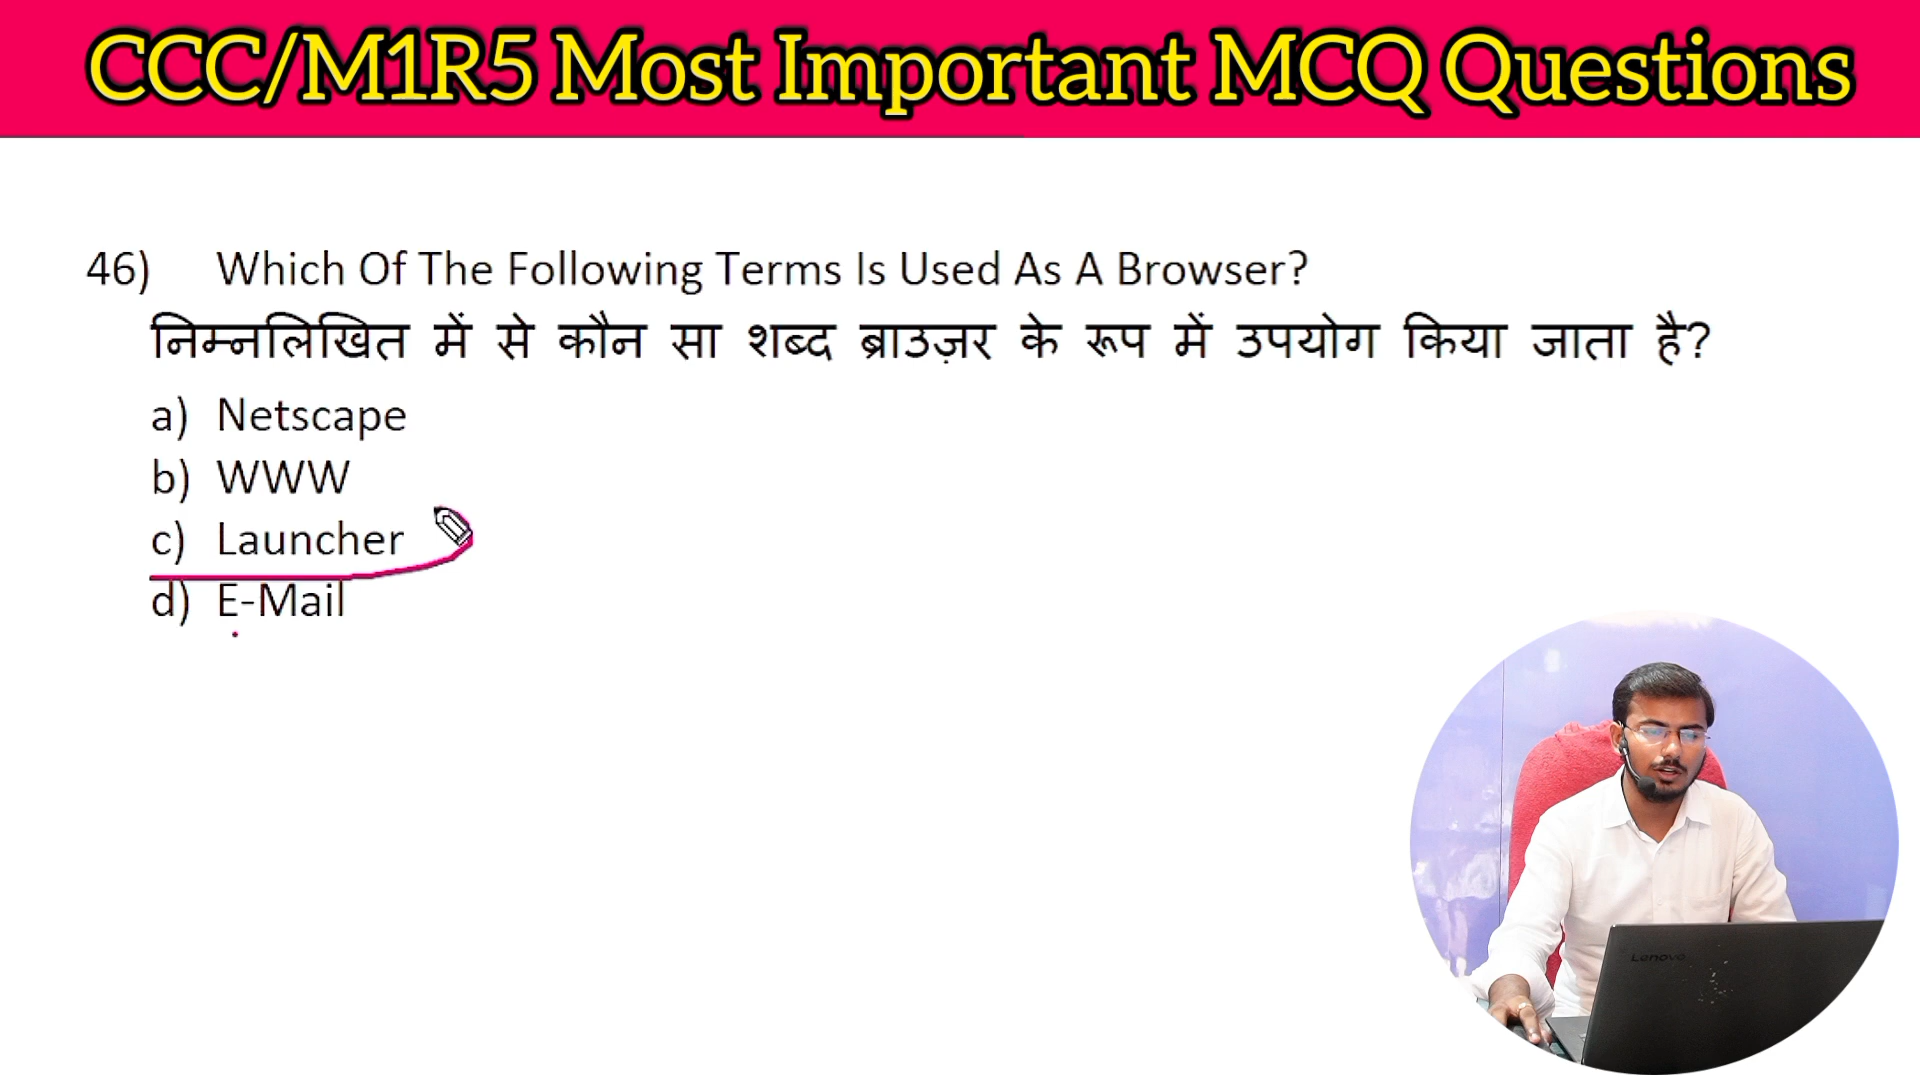 CCC/M1R5 Most Important MCQ Questions
46) Which Of The Following Terms Is Used As A Browser?
निम्नलिखित में से कौन सा शब्द ब्राउज़र के रूप में उपयोग किया जाता है?
a) Netscape
b) WWW
c) Launcher
d) E-Mail
Lenovo